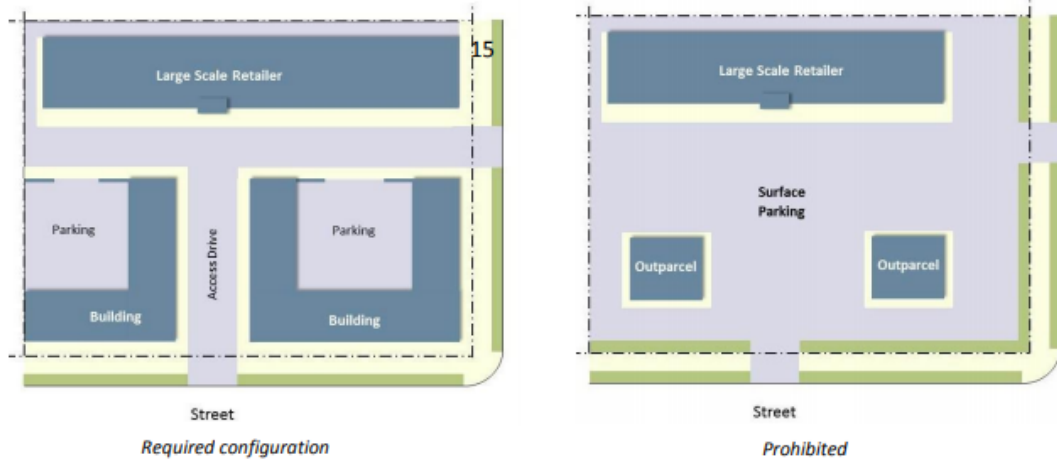 15
Large Scale Retailer
Parking
Access Drive
Parking
Building
Building
Street
Required configuration
Large Scale Retailer
Surface
Parking
Outparcel
Outparcel
Street
Prohibited